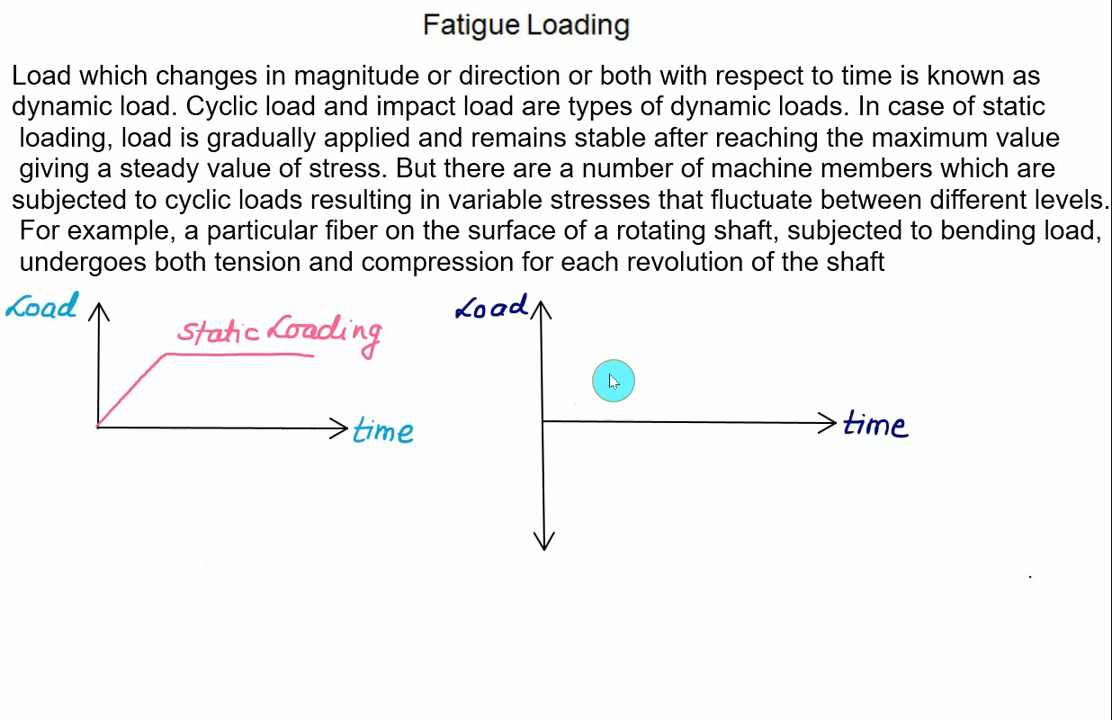 Fatigue Loading
Load which changes in magnitude or direction or both with respect to time is known as
dynamic load. Cyclic load and impact load are types of dynamic loads. In case of static
loading, load is gradually applied and remains stable after reaching the maximum value
giving a steady value of stress. But there are a number of machine members which are
subjected to cyclic loads resulting in variable stresses that fluctuate between different levels.
For example, a particular fiber on the surface of a rotating shaft, subjected to bending load,
undergoes both tension and compression for each revolution of the shaft
Load
Static Loading
time
Load
time